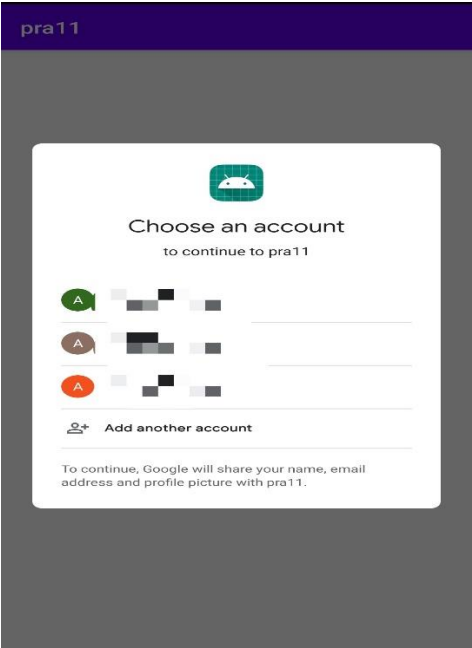 pra11
Choose an account
to continue to pra11
A
A
A
Add another account
To continue, Google will share your name, email
address and profile picture with pra11.